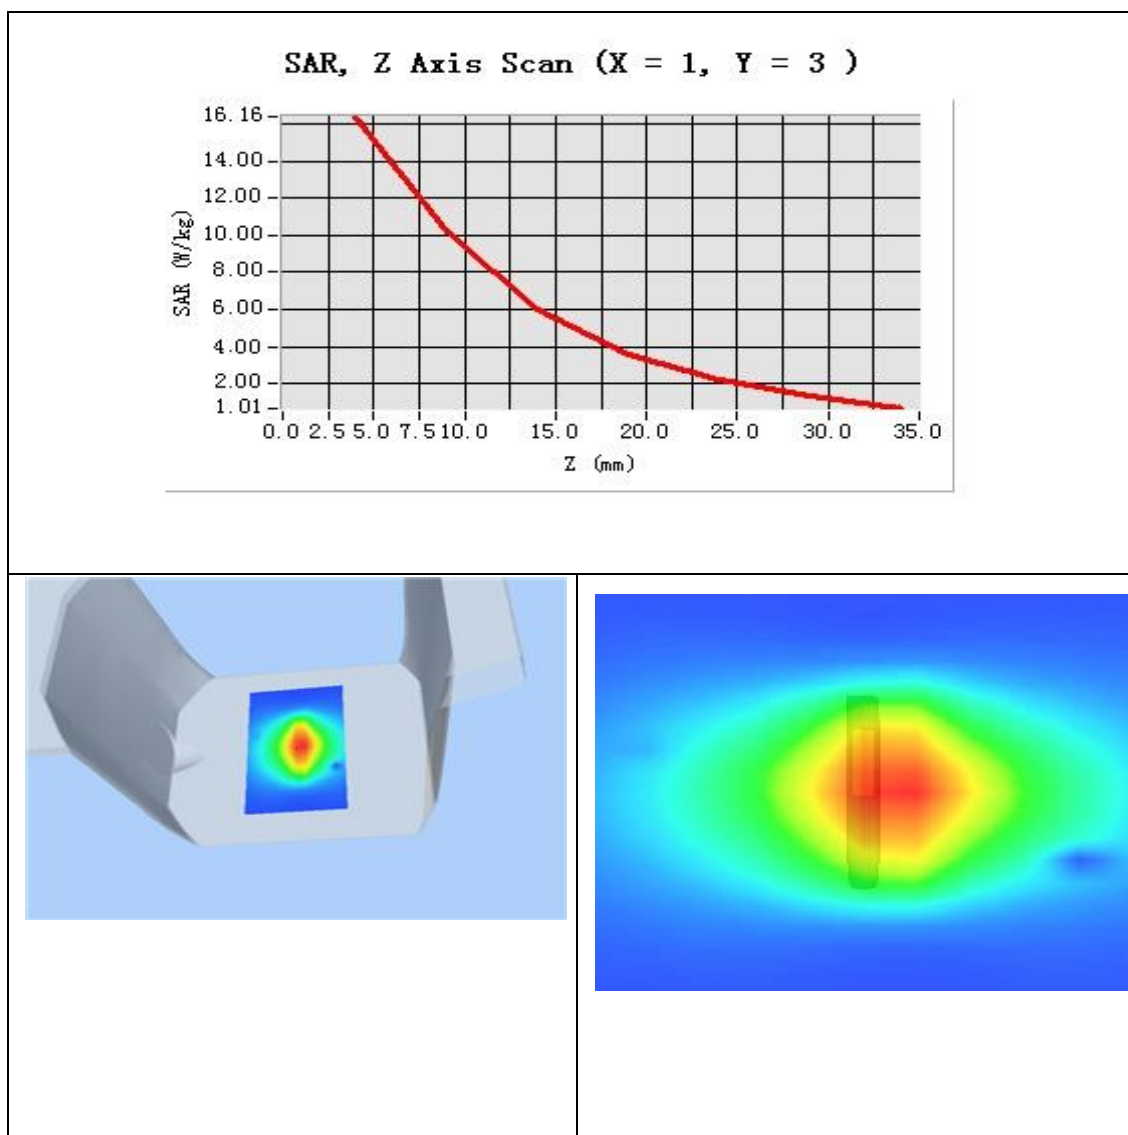 SAR, Z Axis Scan (X = 1, Y = 3 )
SAR (W/kg)
16.16
14.00
12.00
10.00
8.00
6.00
4.00
2.00
1.01
0.0 2.5 5.0 7.5 10.0 15.0 20.0 25.0 30.0 35.0
Z (mm)